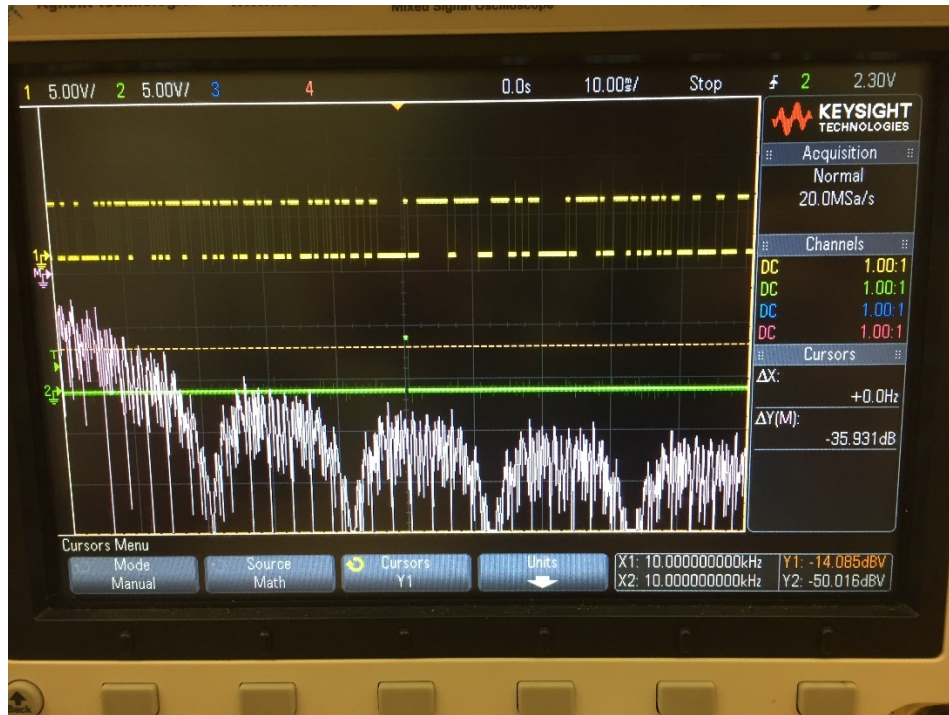 Mixed Signal Oscilloscope
1 5.00V/ 2 5.00V/ 3 4 0.0s 10.00ms/ Stop 2 2.30V
KEYSIGHT
TECHNOLOGIES
Acquisition
Normal
20.0MSa/s
Channels
DC 1.00:1
DC 1.00:1
DC 1.00:1
DC 1.00:1
Cursors
ΔX:
+0.0Hz
ΔY(M):
-35.931dB
1
M
T
2
Cursors Menu
Mode
Manual
Source
Math
Cursors
Y1
Units
X1: 10.000000000kHz Y1: -14.085dBV
X2: 10.000000000kHz Y2: -50.016dBV
Back